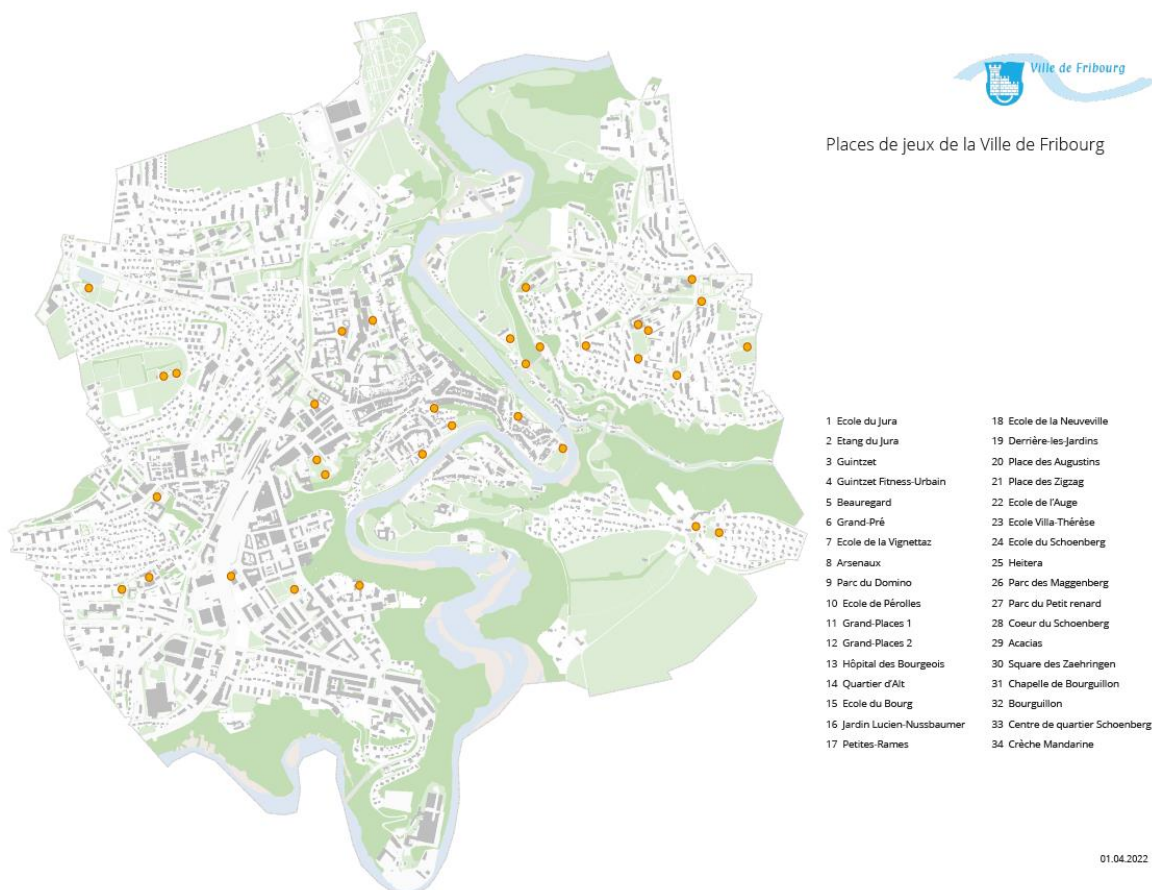 Ville de Fribourg
Places de jeux de la Ville de Fribourg
1 Ecole du Jura
2 Etang du Jura
3 Guintzet
4 Guintzet Fitness-Urbain
5 Beauregard
6 Grand-Pré
7 Ecole de la Vignettaz
8 Arsenaux
9 Parc du Domino
10 Ecole de Pérolles
11 Grand-Places 1
12 Grand-Places 2
13 Hôpital des Bourgeois
14 Quartier d'Alt
15 Ecole du Bourg
16 Jardin Lucien-Nussbaumer
17 Petites-Rames
18 Ecole de la Neuveville
19 Derrière-les-Jardins
20 Place des Augustins
21 Place des Zigzag
22 Ecole de l'Auge
23 Ecole Villa-Thérèse
24 Ecole du Schoenberg
25 Heitera
26 Parc des Maggenberg
27 Parc du Petit renard
28 Coeur du Schoenberg
29 Acacias
30 Square des Zaehringen
31 Chapelle de Bourguillon
32 Bourguillon
33 Centre de quartier Schoenberg
34 Crèche Mandarine
01.04.2022